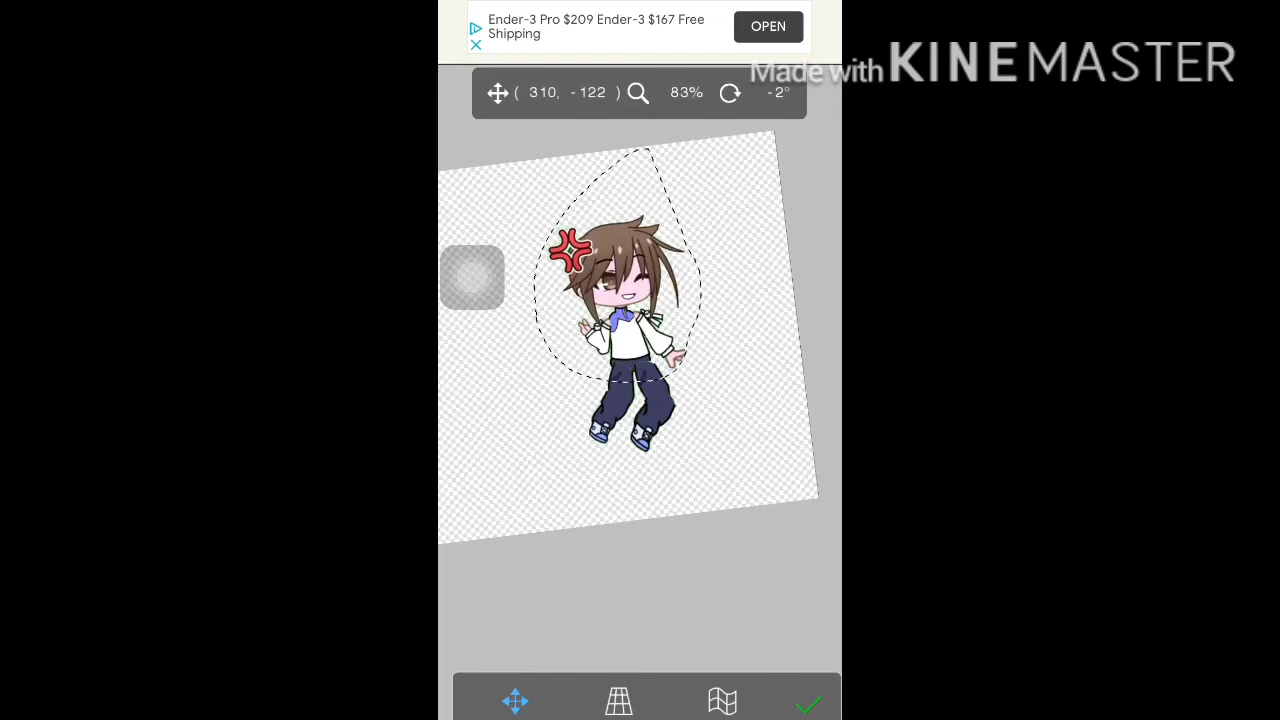 Ender-3 Pro $209 Ender-3 $167 Free
Shipping
OPEN
Made with KINEMASTER
( 310, -122 ) 83% -2°